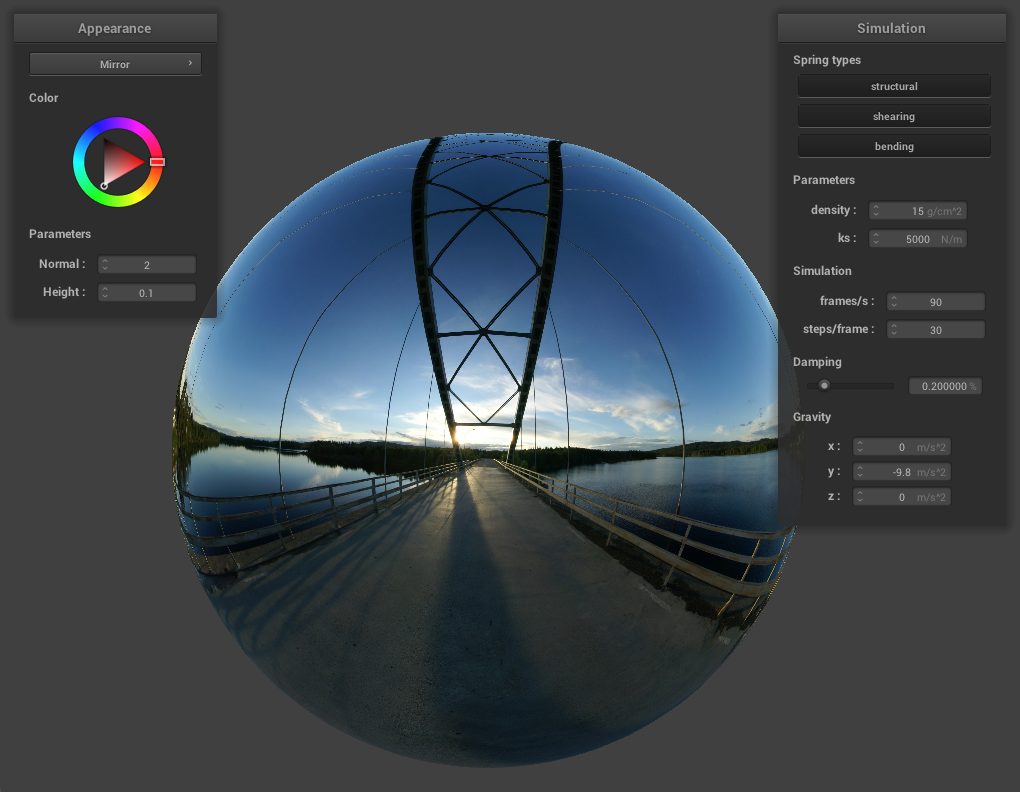 Appearance
Mirror
Color
Parameters
Normal : 2
Height : 0.1
Simulation
Spring types
structural
shearing
bending
Parameters
density : 15 g/cm^2
ks : 5000 N/m
Simulation
frames/s : 90
steps/frame : 30
Damping
0.200000 %
Gravity
x : 0 m/s^2
y : -9.8 m/s^2
z : 0 m/s^2